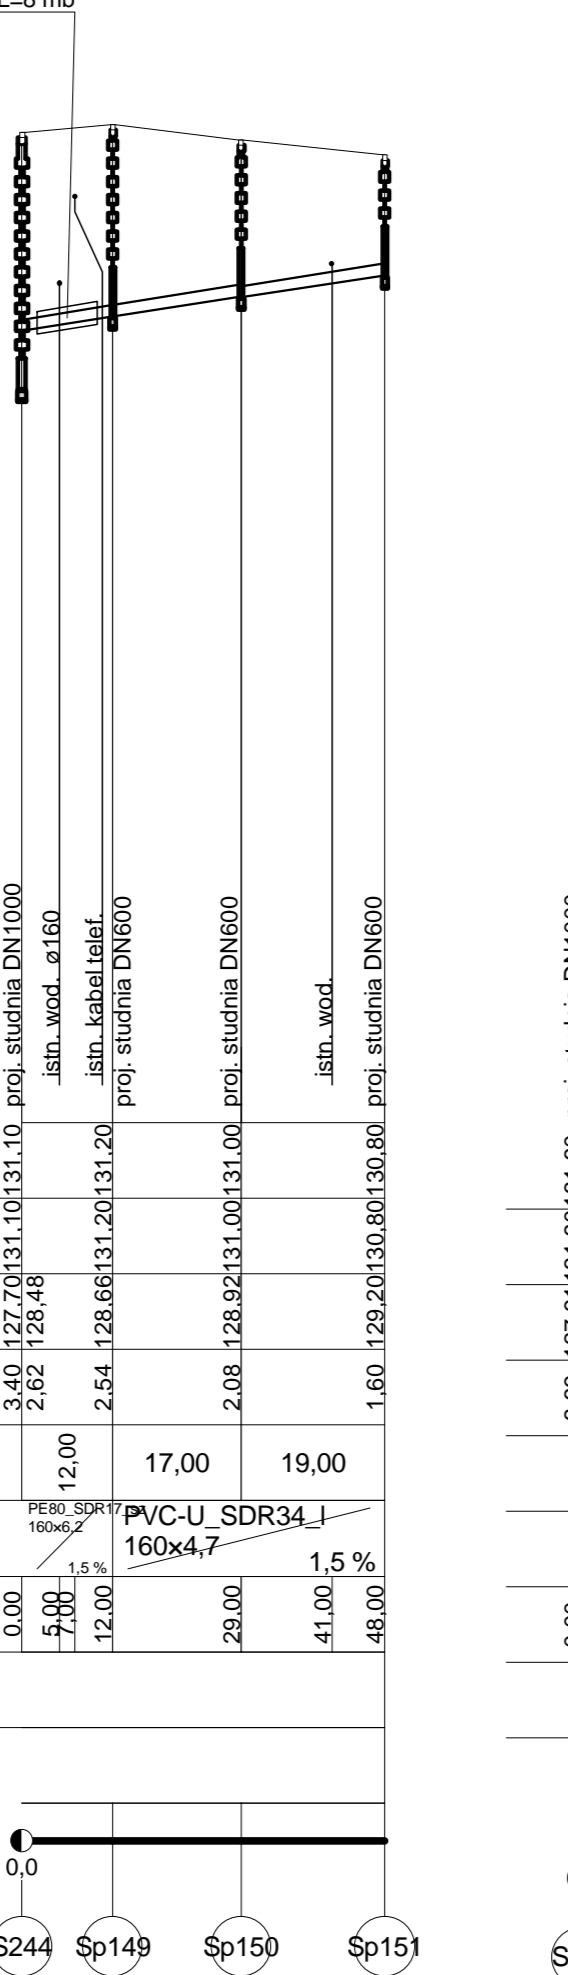 L=8 mb
proj. studnia DN1000
istn. wod. ø160
istn. kabel telef.
proj. studnia DN600
proj. studnia DN600
istn. wod.
proj. studnia DN600
131,10
131,20
131,00
130,80
131,10
131,20
131,00
130,80
127,70
128,48
128,66
128,92
129,20
3,40
2,62
2,54
2,08
1,60
12,00
17,00
19,00
PE80_SDR17
160×6,2
1,5 %
PVC-U_SDR34_I
160×4,7
1,5 %
0,00
5,00
7,00
12,00
29,00
41,00
48,00
0,0
S244
Sp149
Sp150
Sp151